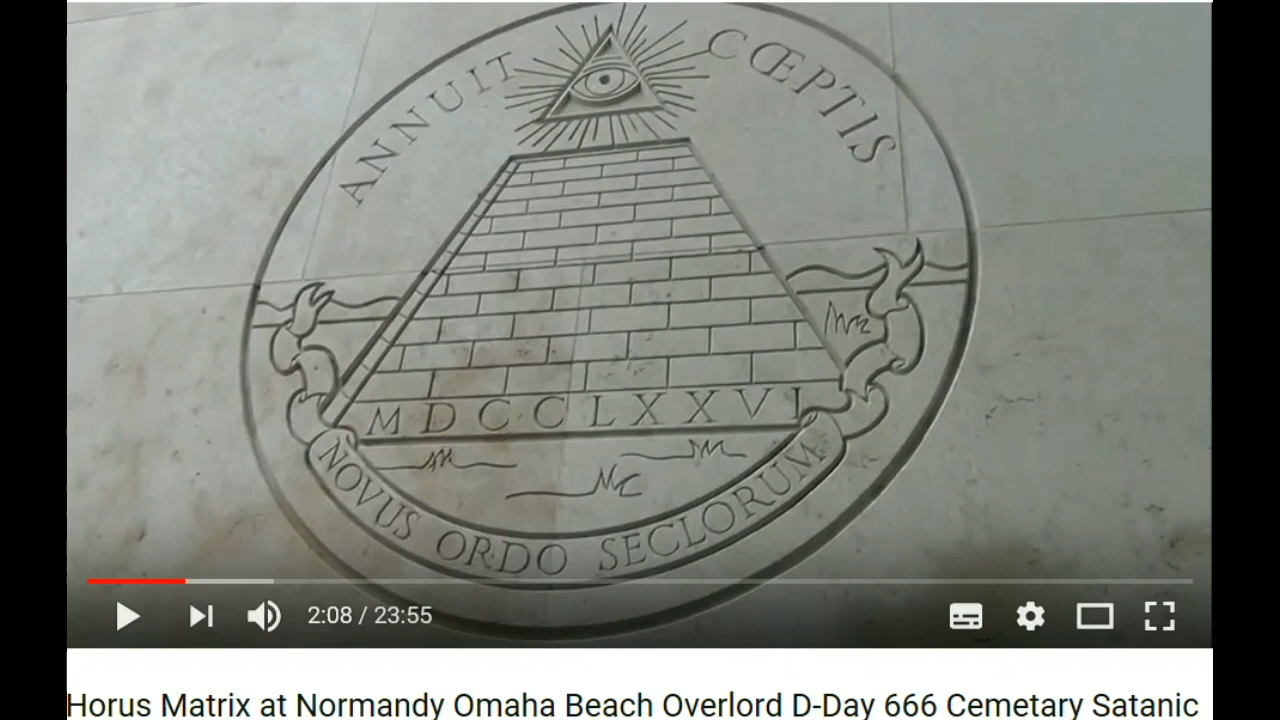 ANNUIT CŒPTIS
MDCCLXXVI
NOVUS ORDO SECLORUM
2:08 / 23:55
Horus Matrix at Normandy Omaha Beach Overlord D-Day 666 Cemetary Satanic